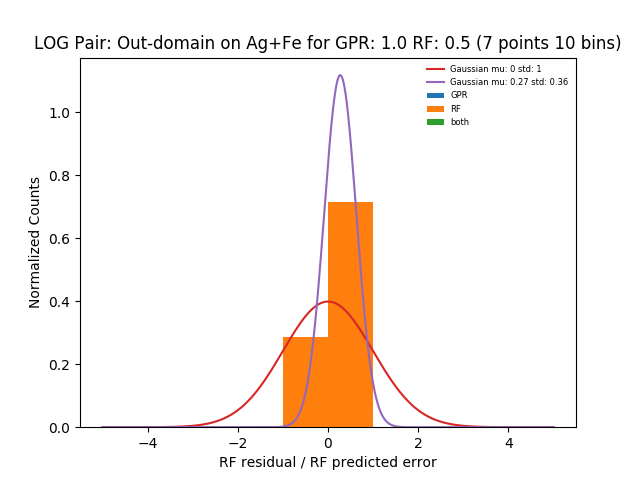 LOG Pair: Out-domain on Ag+Fe for GPR: 1.0 RF: 0.5 (7 points 10 bins)
Gaussian mu: 0 std: 1
Gaussian mu: 0.27 std: 0.36
GPR
RF
both
Normalized Counts
1.0
0.8
0.6
0.4
0.2
0.0
−4 −2 0 2 4
RF residual / RF predicted error